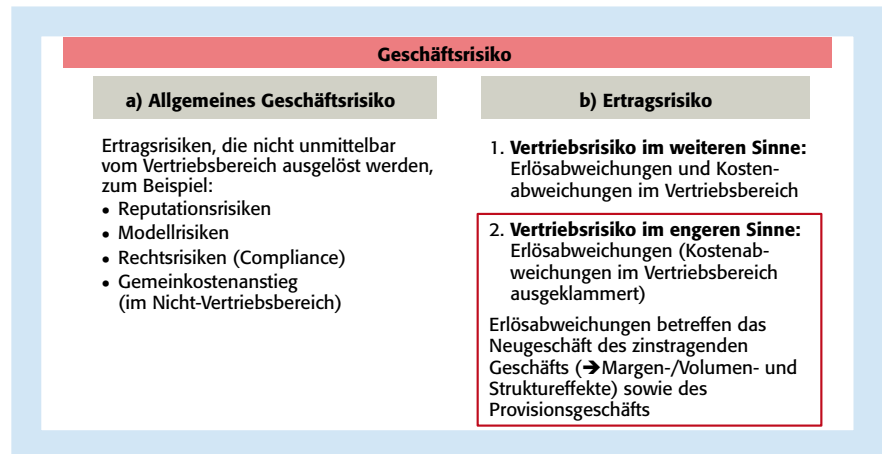 Geschäftsrisiko
a) Allgemeines Geschäftsrisiko
Ertragsrisiken, die nicht unmittelbar
vom Vertriebsbereich ausgelöst werden,
zum Beispiel:
• Reputationsrisiken
• Modellrisiken
• Rechtsrisiken (Compliance)
• Gemeinkostenanstieg
(im Nicht-Vertriebsbereich)
b) Ertragsrisiko
1. Vertriebsrisiko im weiteren Sinne:
Erlösabweichungen und Kosten-
abweichungen im Vertriebsbereich
2. Vertriebsrisiko im engeren Sinne:
Erlösabweichungen (Kostenab-
weichungen im Vertriebsbereich
ausgeklammert)
Erlösabweichungen betreffen das
Neugeschäft des zinstragenden
Geschäfts (➔Margen-/Volumen- und
Struktureffekte) sowie des
Provisionsgeschäfts